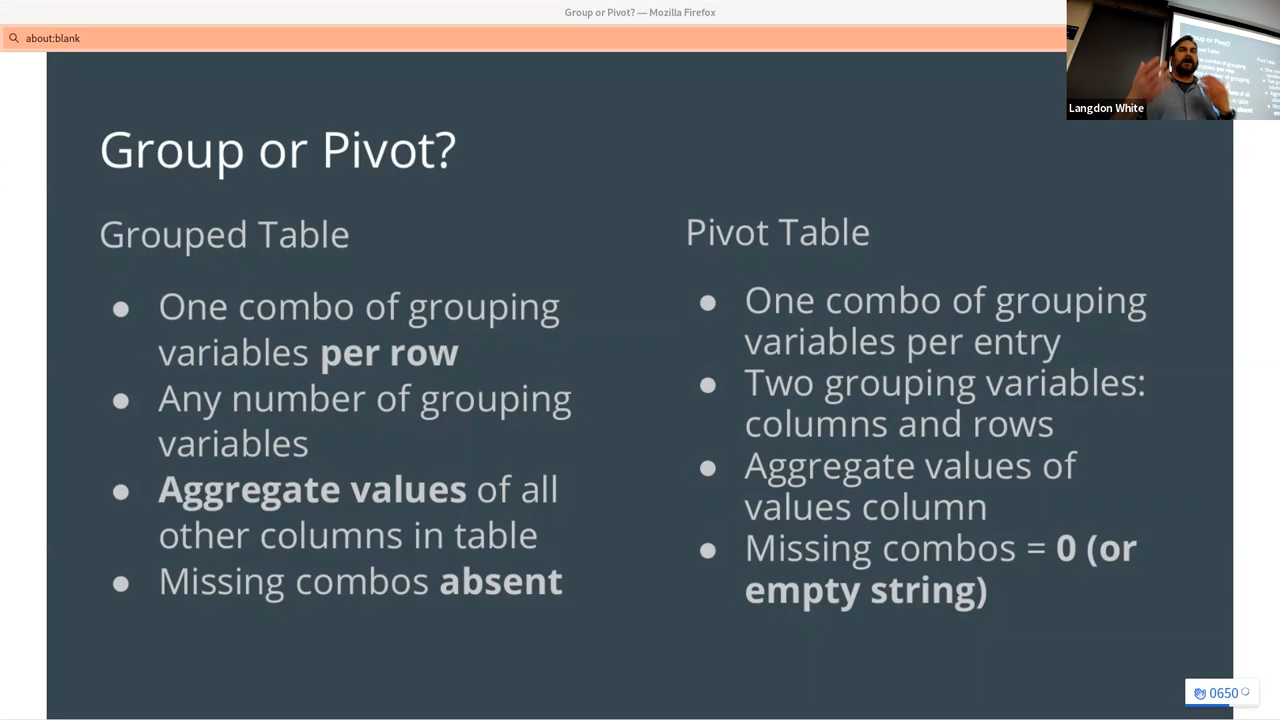 Group or Pivot? — Mozilla Firefox
about:blank
Langdon White
Group or Pivot?
Grouped Table
● One combo of grouping
variables per row
● Any number of grouping
variables
● Aggregate values of all
other columns in table
● Missing combos absent
Pivot Table
● One combo of grouping
variables per entry
● Two grouping variables:
columns and rows
● Aggregate values of
values column
● Missing combos = 0 (or
empty string)
0650